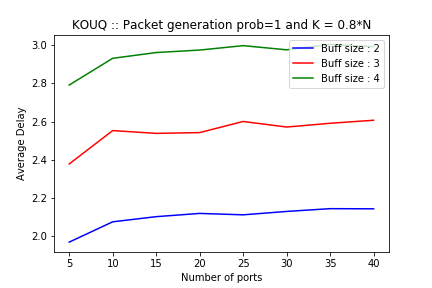 KOUQ :: Packet generation prob=1 and K = 0.8*N
Average Delay
3.0
2.8
2.6
2.4
2.2
2.0
Buff size : 2
Buff size : 3
Buff size : 4
5 10 15 20 25 30 35 40
Number of ports